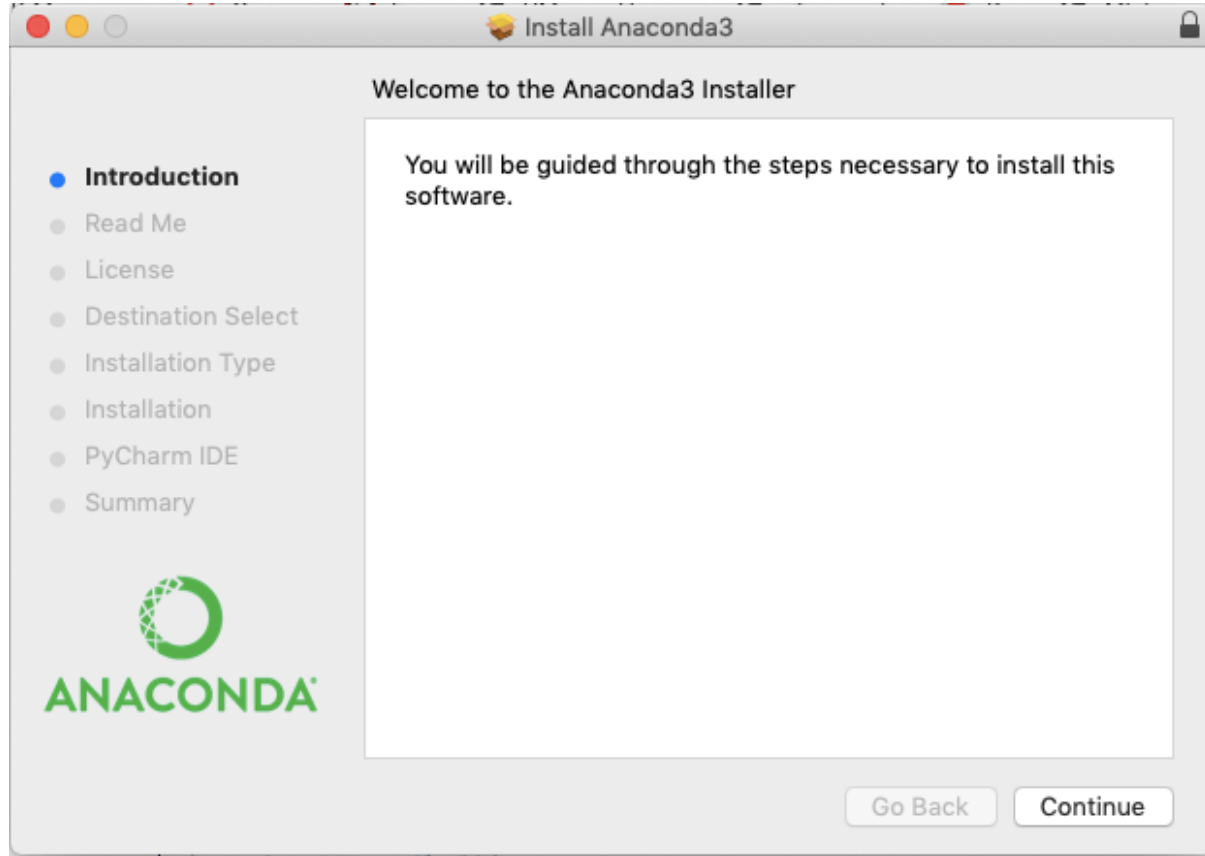 Install Anaconda3
Welcome to the Anaconda3 Installer
Introduction
Read Me
License
Destination Select
Installation Type
Installation
PyCharm IDE
Summary
ANACONDA
You will be guided through the steps necessary to install this
software.
Go Back
Continue